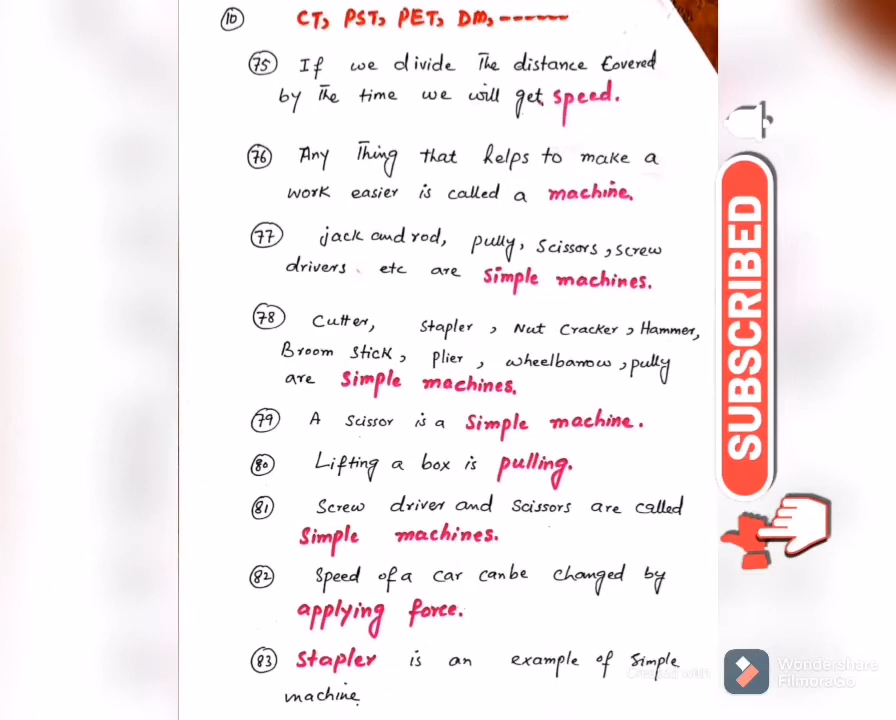 10 CT, PST, PET, DM, -------
75 If we divide The distance Covered
by The time we will get speed.
76 Any Thing that helps to make a
work easier is called a machine.
77 jack and rod, pully, scissors, screw
drivers etc are Simple machines.
78 Cutter, Stapler, Nut Cracker, Hammer,
Broom Stick, Plier, wheelbarrow, pully
are Simple machines.
79 A scissor is a Simple machine.
80 Lifting a box is pulling.
81 Screw driver and Scissors are called
Simple machines.
82 Speed of a car canbe changed by
applying force.
83 Stapler is an example of Simple
machine.
SUBSCRIBED
Created with
Wondershare
FilmoraGo